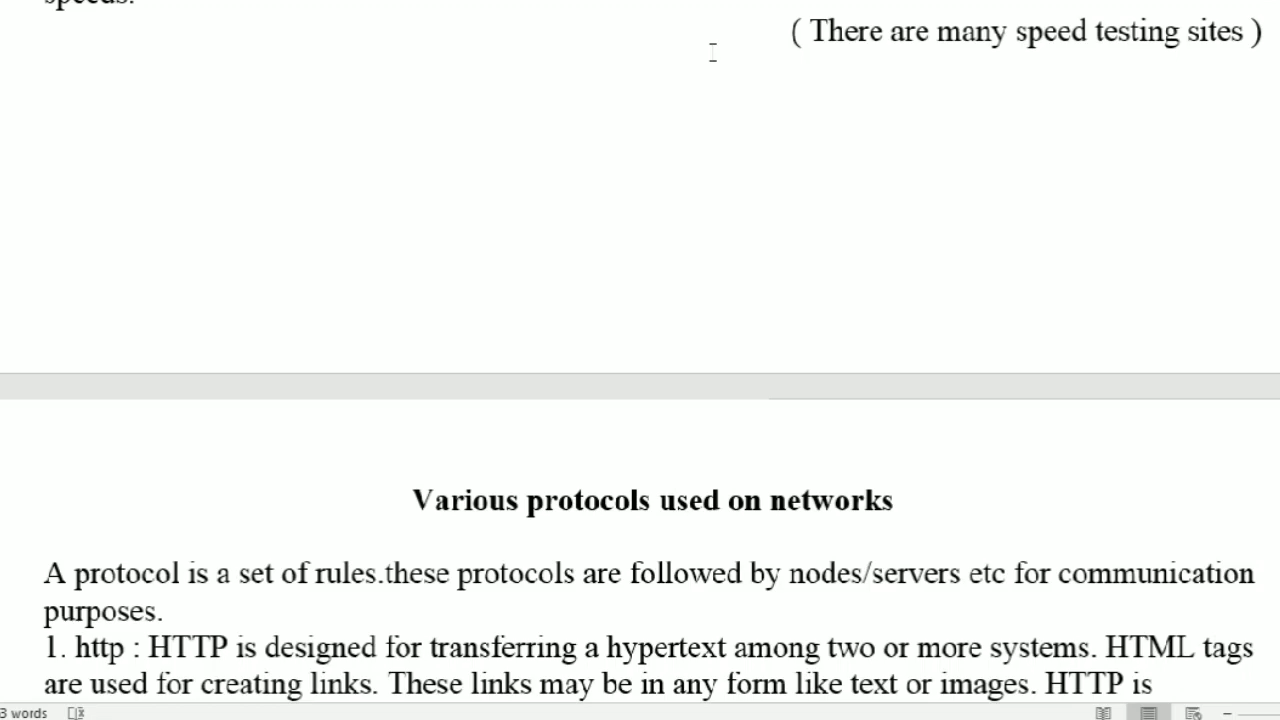 speeds.
( There are many speed testing sites )
Various protocols used on networks
A protocol is a set of rules.these protocols are followed by nodes/servers etc for communication
purposes.
1. http : HTTP is designed for transferring a hypertext among two or more systems. HTML tags
are used for creating links. These links may be in any form like text or images. HTTP is
3 words